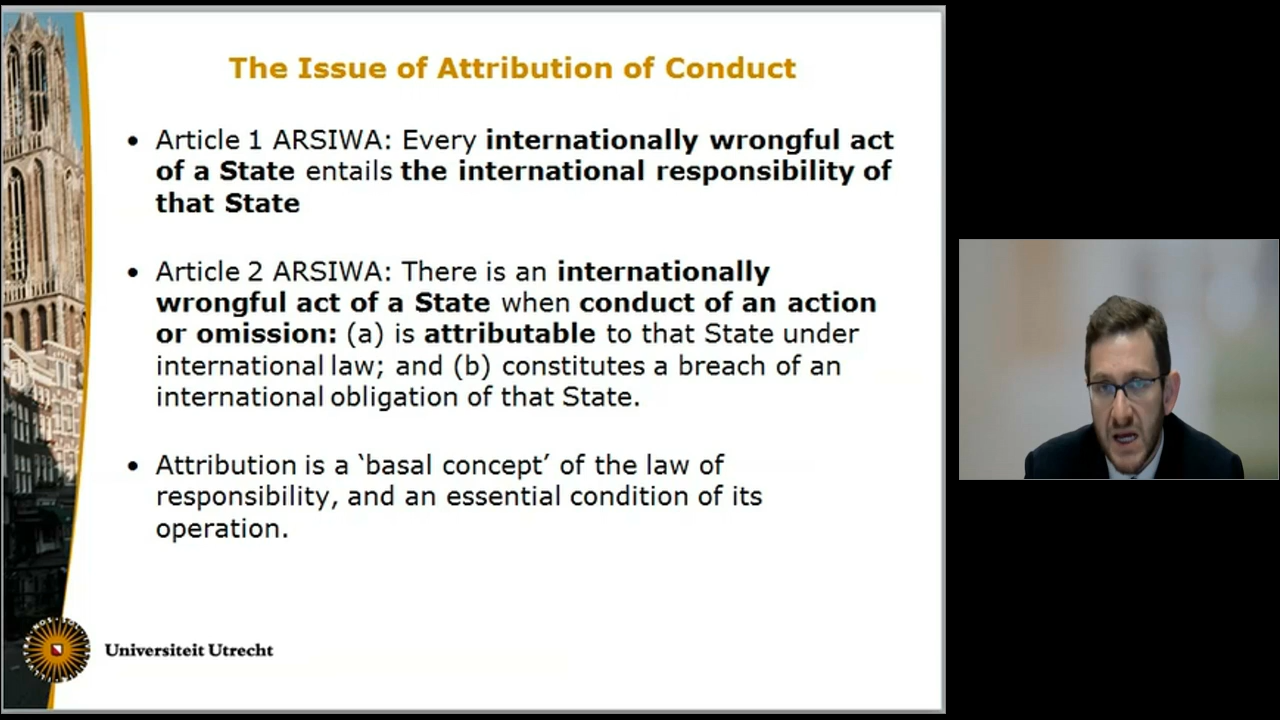 The Issue of Attribution of Conduct
• Article 1 ARSIWA: Every internationally wrongful act
of a State entails the international responsibility of
that State
• Article 2 ARSIWA: There is an internationally
wrongful act of a State when conduct of an action
or omission: (a) is attributable to that State under
international law; and (b) constitutes a breach of an
international obligation of that State.
• Attribution is a ‘basal concept’ of the law of
responsibility, and an essential condition of its
operation.
Universiteit Utrecht